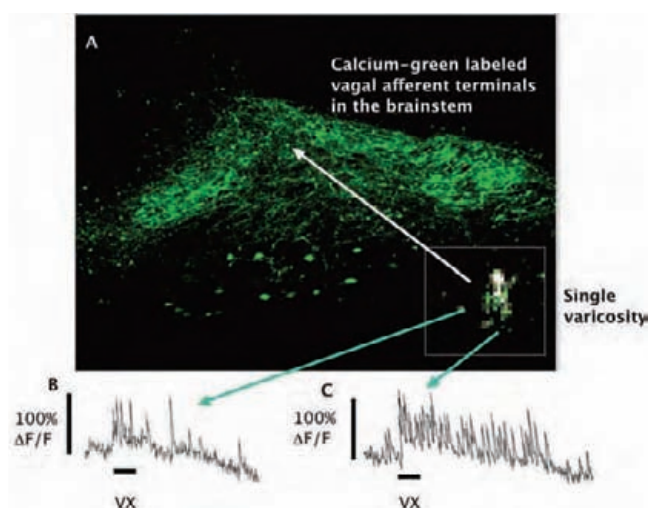 A
Calcium-green labeled
vagal afferent terminals
in the brainstem
Single
varicosity
B
100%
ΔF/F
VX
C
100%
ΔF/F
VX